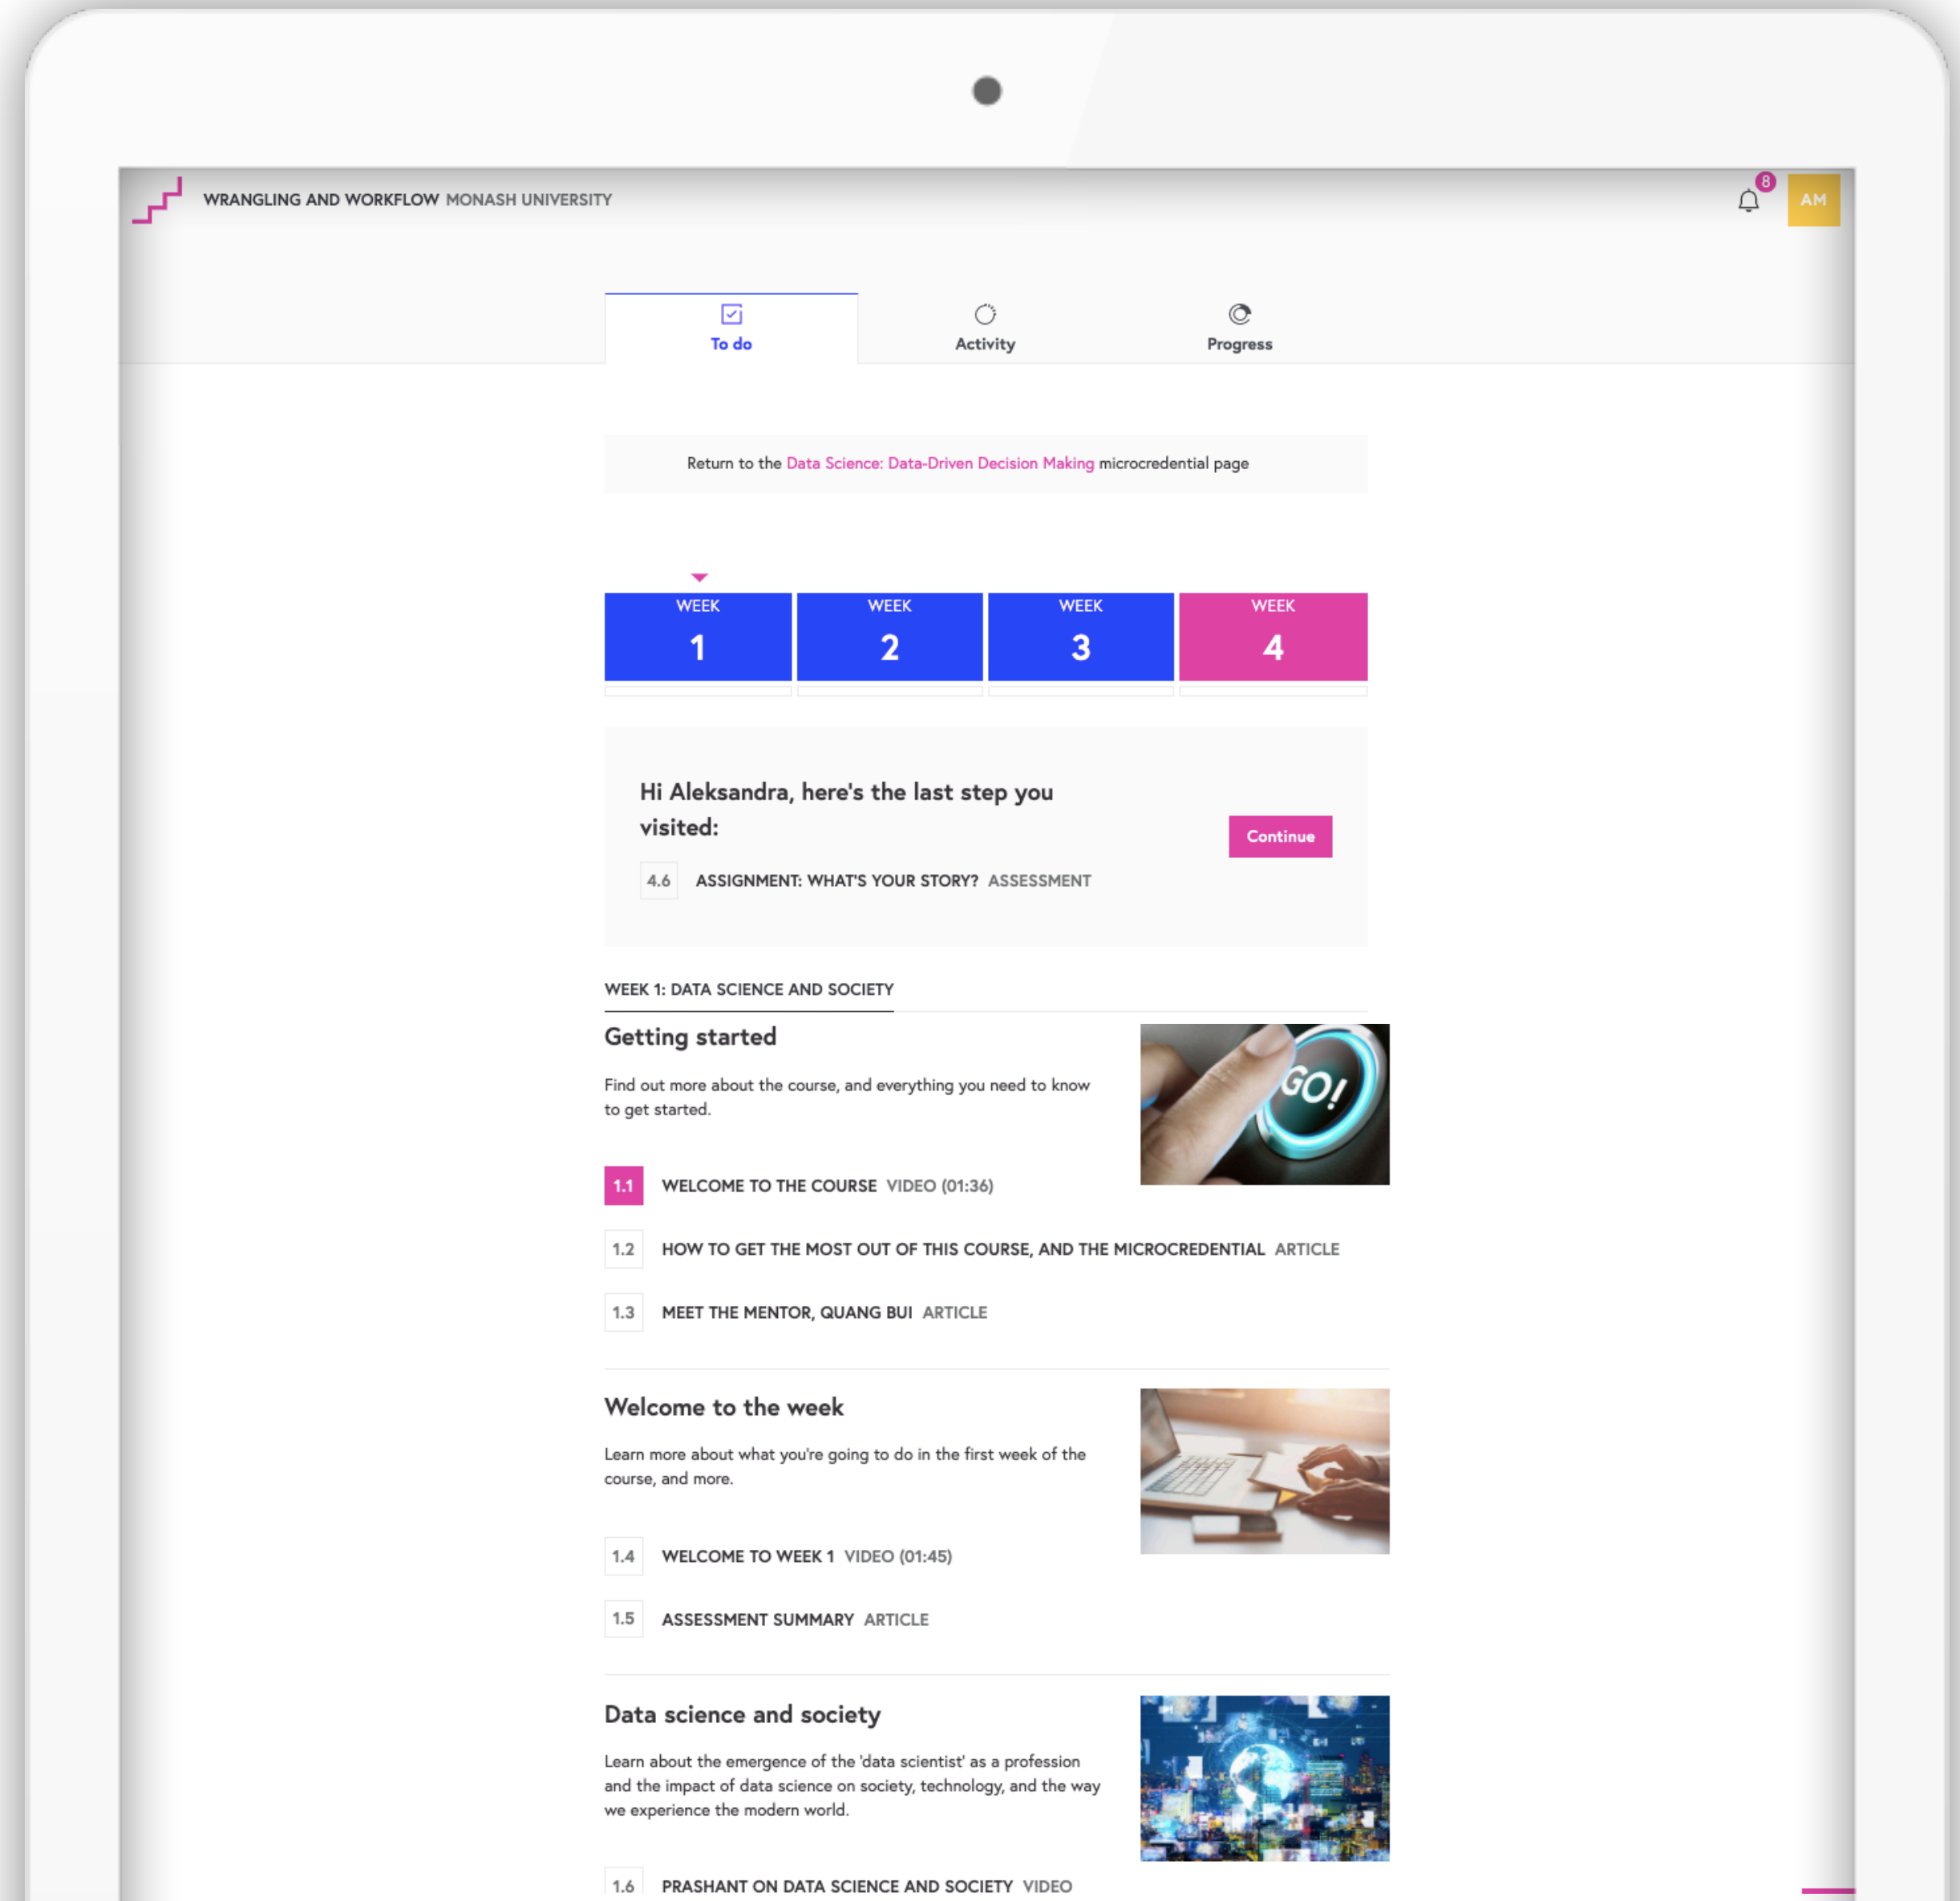 WRANGLING AND WORKFLOW MONASH UNIVERSITY
8
AM
To do
Activity
Progress
Return to the Data Science: Data-Driven Decision Making microcredential page
WEEK
1
WEEK
2
WEEK
3
WEEK
4
Hi Aleksandra, here's the last step you
visited:
Continue
4.6 ASSIGNMENT: WHAT'S YOUR STORY? ASSESSMENT
WEEK 1: DATA SCIENCE AND SOCIETY
Getting started
Find out more about the course, and everything you need to know
to get started.
GO!
1.1 WELCOME TO THE COURSE VIDEO (01:36)
1.2 HOW TO GET THE MOST OUT OF THIS COURSE, AND THE MICROCREDENTIAL ARTICLE
1.3 MEET THE MENTOR, QUANG BUI ARTICLE
Welcome to the week
Learn more about what you're going to do in the first week of the
course, and more.
1.4 WELCOME TO WEEK 1 VIDEO (01:45)
1.5 ASSESSMENT SUMMARY ARTICLE
Data science and society
Learn about the emergence of the 'data scientist' as a profession
and the impact of data science on society, technology, and the way
we experience the modern world.
1.6 PRASHANT ON DATA SCIENCE AND SOCIETY VIDEO